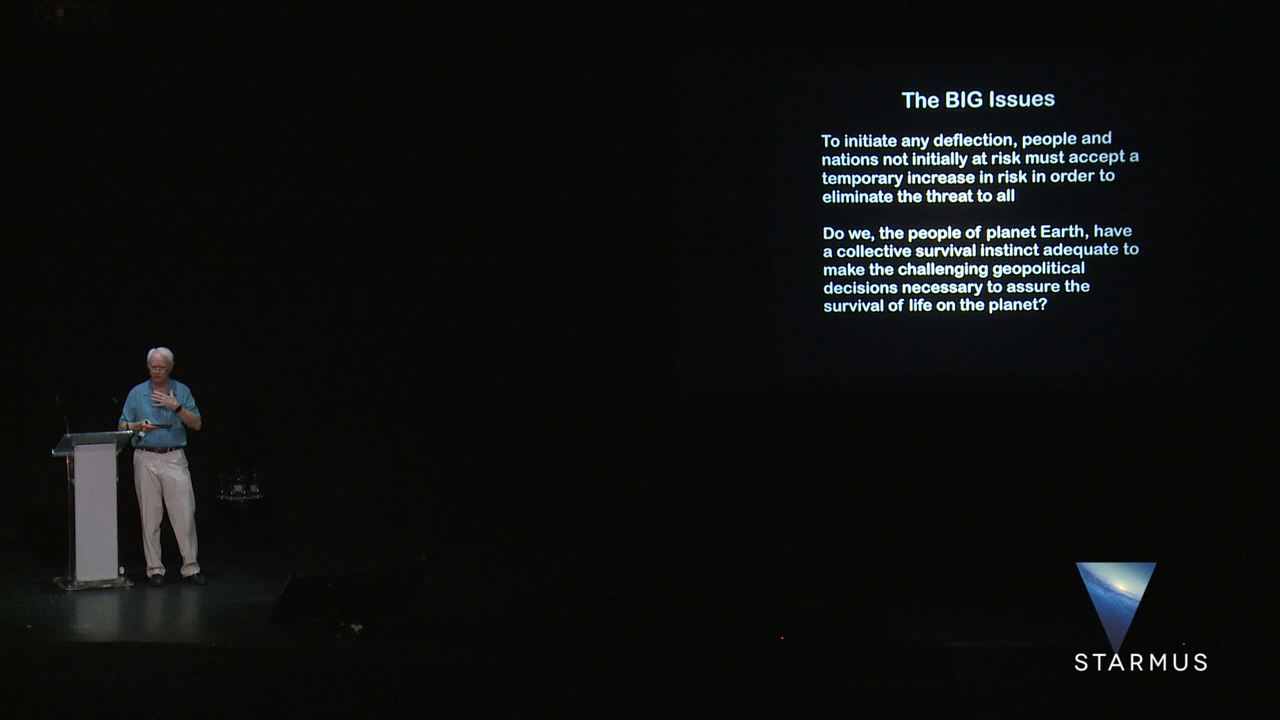 The BIG Issues
To initiate any deflection, people and
nations not initially at risk must accept a
temporary increase in risk in order to
eliminate the threat to all
Do we, the people of planet Earth, have
a collective survival instinct adequate to
make the challenging geopolitical
decisions necessary to assure the
survival of life on the planet?
STARMUS